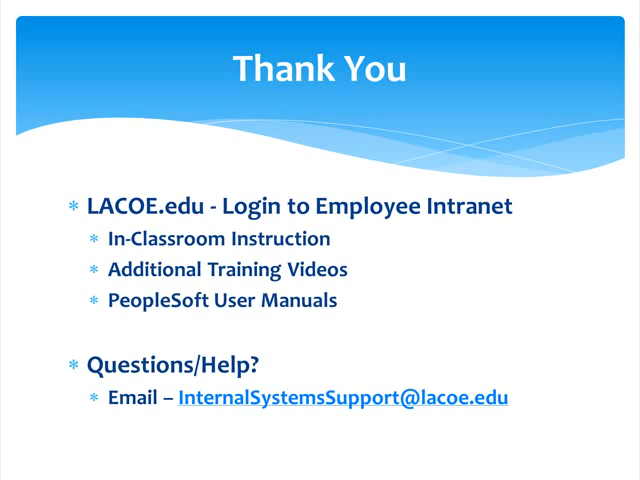 Thank You
* LACOE.edu - Login to Employee Intranet
* In-Classroom Instruction
* Additional Training Videos
* PeopleSoft User Manuals
* Questions/Help?
* Email – InternalSystemsSupport@lacoe.edu